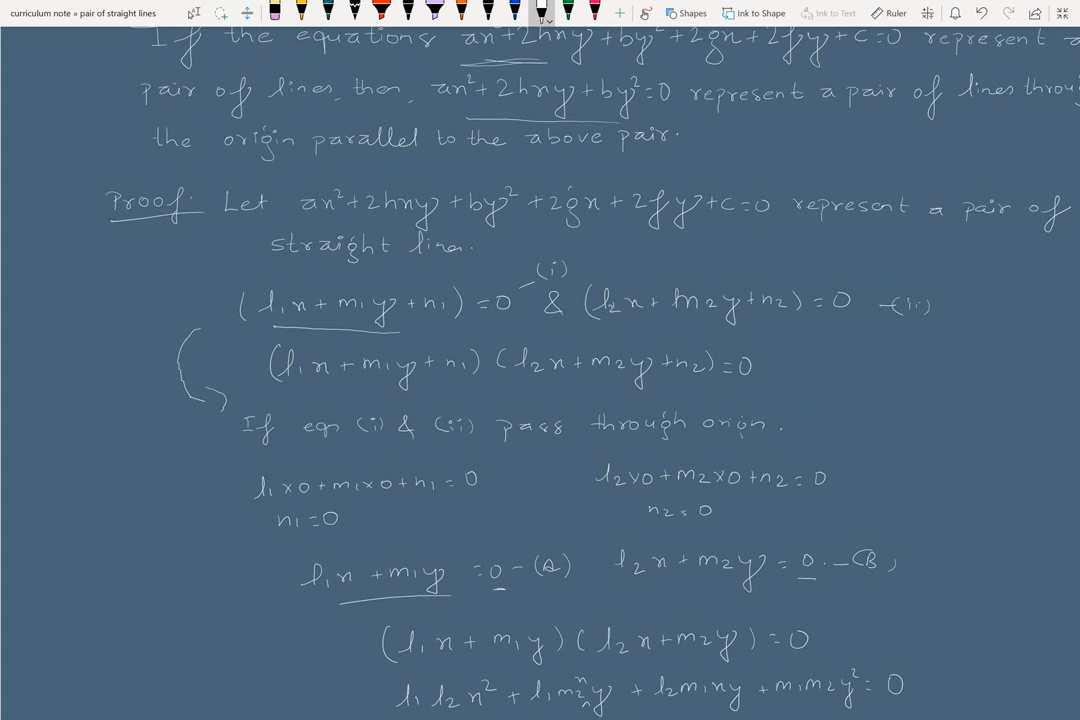 curriculum note » pair of straight lines
Shapes Ink to Shape Ink to Text Ruler
If the equations ax²+2hxy+by²+2gx+2fy+c=0 represent a
pair of lines, then, ax²+2hxy+by²=0 represent a pair of lines throu
the origin parallel to the above pair.
Proof: Let ax²+2hxy+by²+2gx+2fy+c=0 represent a pair of
straight lines.
(l₁x+m₁y+n₁)=0 –(i) & (l₂x+m₂y+n₂)=0 –(ii)
(l₁x+m₁y+n₁)(l₂x+m₂y+n₂)=0
If eqn (i) & (ii) pass through origin.
l₁×0+m₁×0+n₁=0 l₂×0+m₂×0+n₂=0
n₁=0 n₂=0
l₁x+m₁y=0 –(A) l₂x+m₂y=0. –(B)
(l₁x+m₁y)(l₂x+m₂y)=0
l₁l₂x²+l₁m₂xy+l₂m₁xy+m₁m₂y²=0